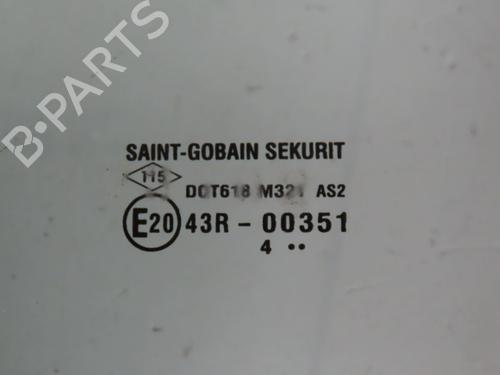 B-PARTS
SAINT-GOBAIN SEKURIT
115 DOT618 M321 AS2
E20 43R - 00351
4 ••